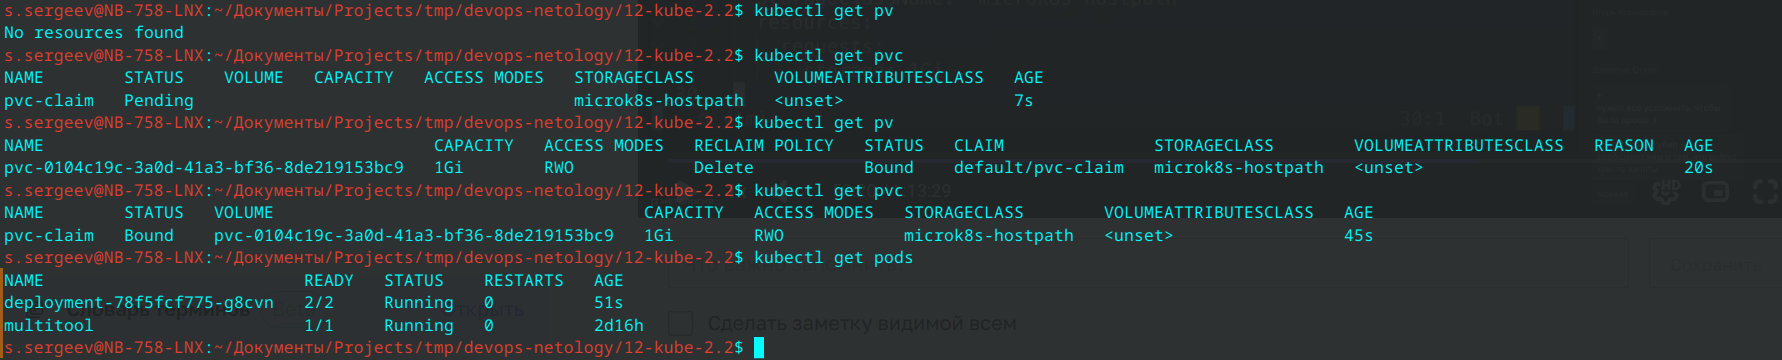 s.sergeev@NB-758-LNX:~/Документы/Projects/tmp/devops-netology/12-kube-2.2$ kubectl get pv
No resources found
s.sergeev@NB-758-LNX:~/Документы/Projects/tmp/devops-netology/12-kube-2.2$ kubectl get pvc
NAME STATUS VOLUME CAPACITY ACCESS MODES STORAGECLASS VOLUMEATTRIBUTESCLASS AGE
pvc-claim Pending microk8s-hostpath <unset> 7s
s.sergeev@NB-758-LNX:~/Документы/Projects/tmp/devops-netology/12-kube-2.2$ kubectl get pv
NAME CAPACITY ACCESS MODES RECLAIM POLICY STATUS CLAIM STORAGECLASS VOLUMEATTRIBUTESCLASS REASON AGE
pvc-0104c19c-3a0d-41a3-bf36-8de219153bc9 1Gi RWO Delete Bound default/pvc-claim microk8s-hostpath <unset> 20s
s.sergeev@NB-758-LNX:~/Документы/Projects/tmp/devops-netology/12-kube-2.2$ kubectl get pvc
NAME STATUS VOLUME CAPACITY ACCESS MODES STORAGECLASS VOLUMEATTRIBUTESCLASS AGE
pvc-claim Bound pvc-0104c19c-3a0d-41a3-bf36-8de219153bc9 1Gi RWO microk8s-hostpath <unset> 45s
s.sergeev@NB-758-LNX:~/Документы/Projects/tmp/devops-netology/12-kube-2.2$ kubectl get pods
NAME READY STATUS RESTARTS AGE
deployment-78f5fcf775-g8cvn 2/2 Running 0 51s
Словарь терминов
Открыть
multitool 1/1 Running 0 2d16h
Сделать заметку видимой всем
Сохранить
s.sergeev@NB-758-LNX:~/Документы/Projects/tmp/devops-netology/12-kube-2.2$